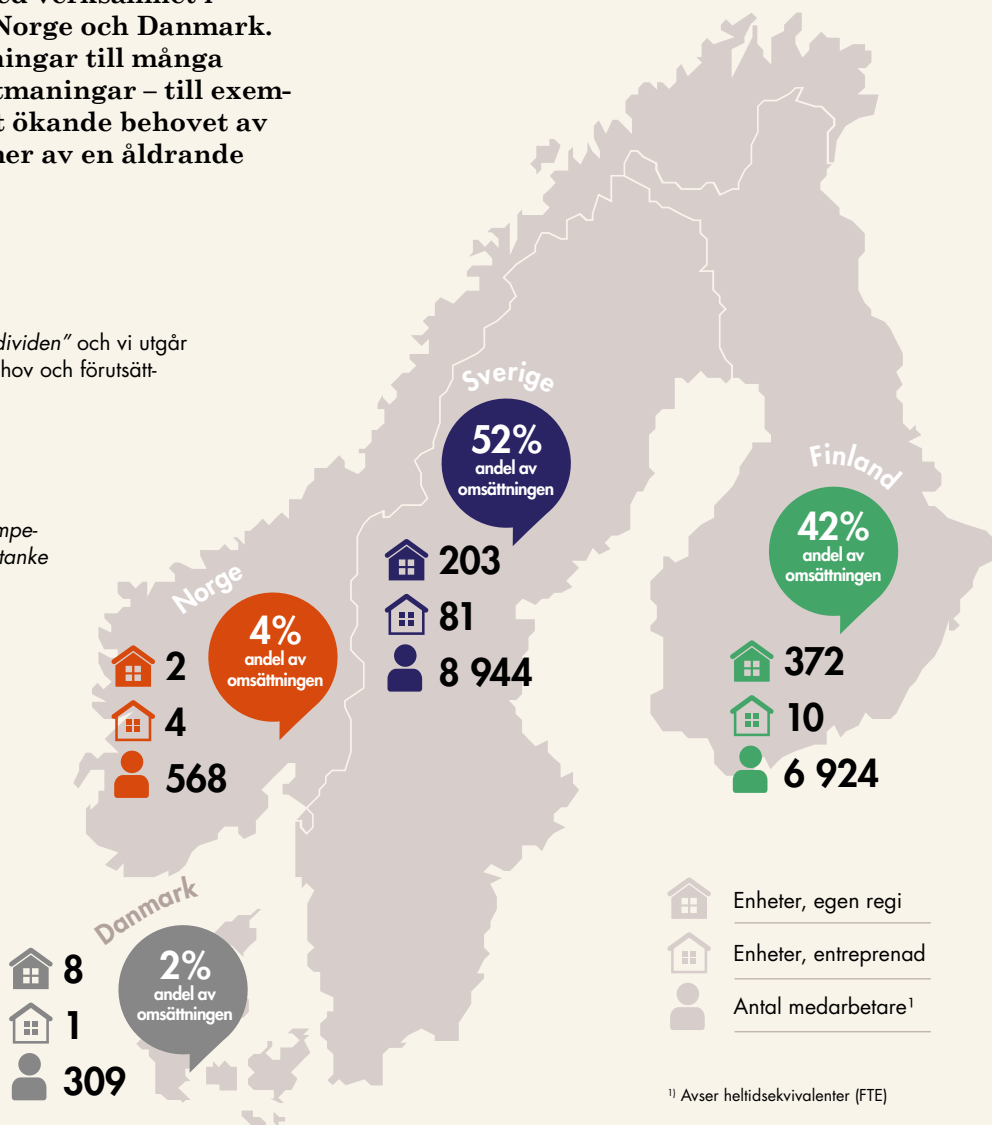 Norge och Danmark.
ningar till många
tmaningar – till exem-
t ökande behovet av
ner av en åldrande
dividen” och vi utgår
hov och förutsätt-
mpe-
tanke
Sverige
52%
andel av
omsättningen
203
81
8 944
Finland
42%
andel av
omsättningen
372
10
6 924
Norge
4%
andel av
omsättningen
2
4
568
Danmark
2%
andel av
omsättningen
8
1
309
Enheter, egen regi
Enheter, entreprenad
Antal medarbetare¹
¹⁾ Avser heltidsekvivalenter (FTE)